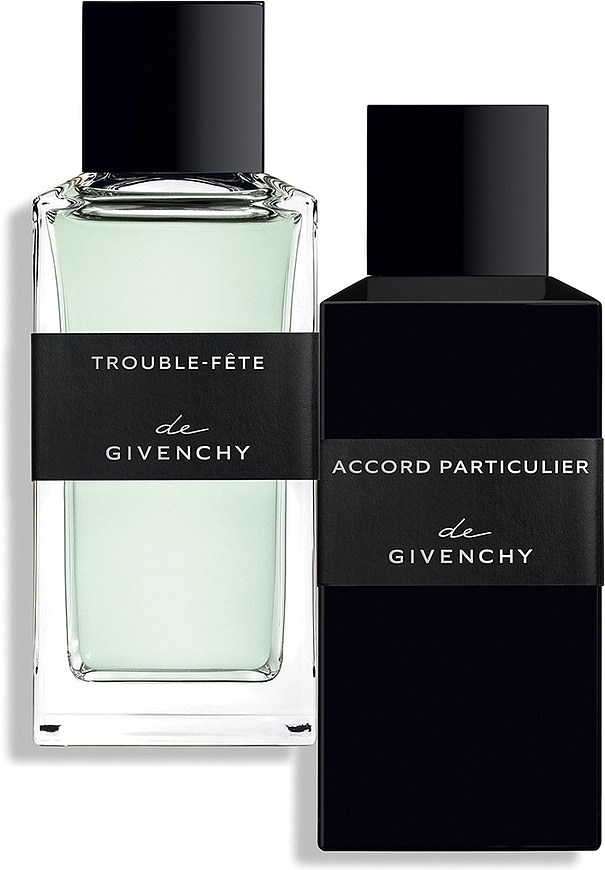 TROUBLE-FÊTE
de
GIVENCHY
ACCORD PARTICULIER
de
GIVENCHY